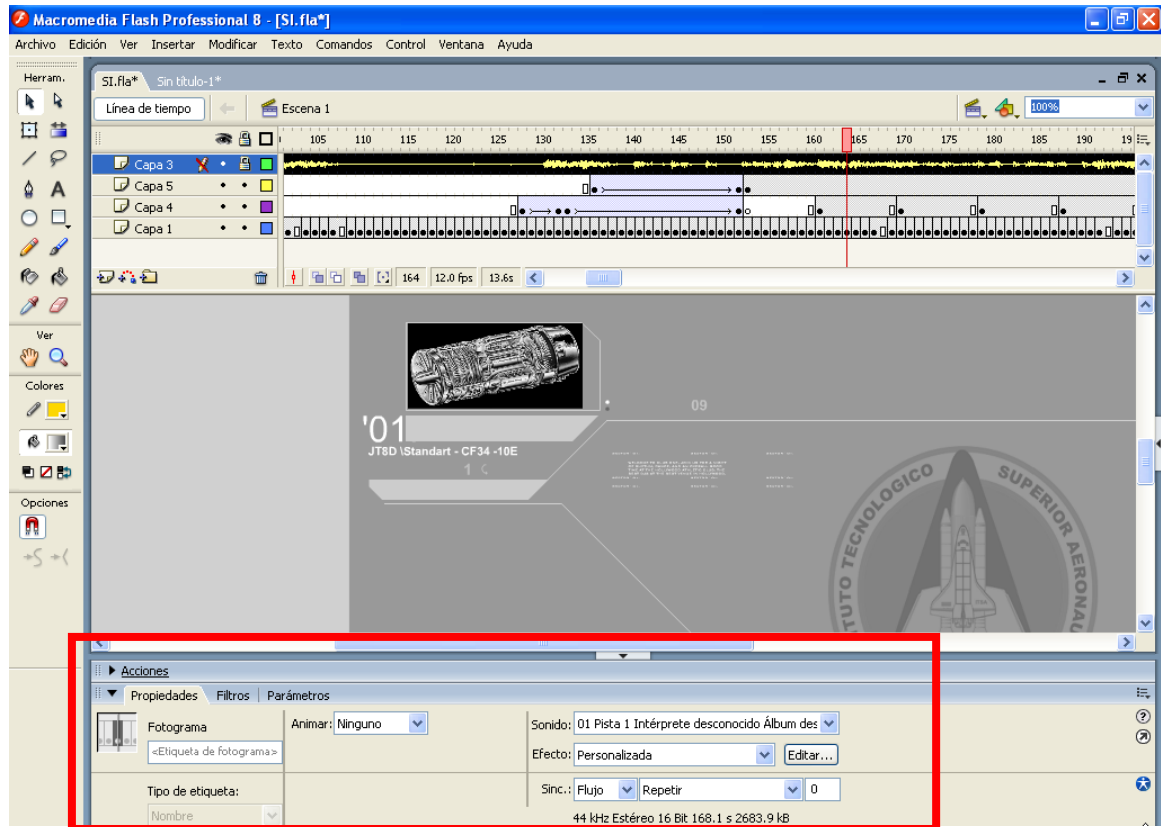 Macromedia Flash Professional 8 - [SI.fla*]
Archivo Edición Ver Insertar Modificar Texto Comandos Control Ventana Ayuda
Herram.
SI.fla* Sin título-1*
Línea de tiempo Escena 1 100%
105 110 115 120 125 130 135 140 145 150 155 160 165 170 175 180 185 190 19
Capa 3
Capa 5
Capa 4
Capa 1
164 12.0 fps 13.6s
Ver
Colores
Opciones
09
'01
JT8D \Standart - CF34 -10E
1
TUTO TECNOLOGICO SUPERIOR AERONAU
Acciones
Propiedades Filtros Parámetros
Fotograma Animar: Ninguno Sonido: 01 Pista 1 Intérprete desconocido Álbum des
<Etiqueta de fotograma> Efecto: Personalizada Editar...
Tipo de etiqueta: Sinc.: Flujo Repetir 0
Nombre 44 kHz Estéreo 16 Bit 168.1 s 2683.9 kB